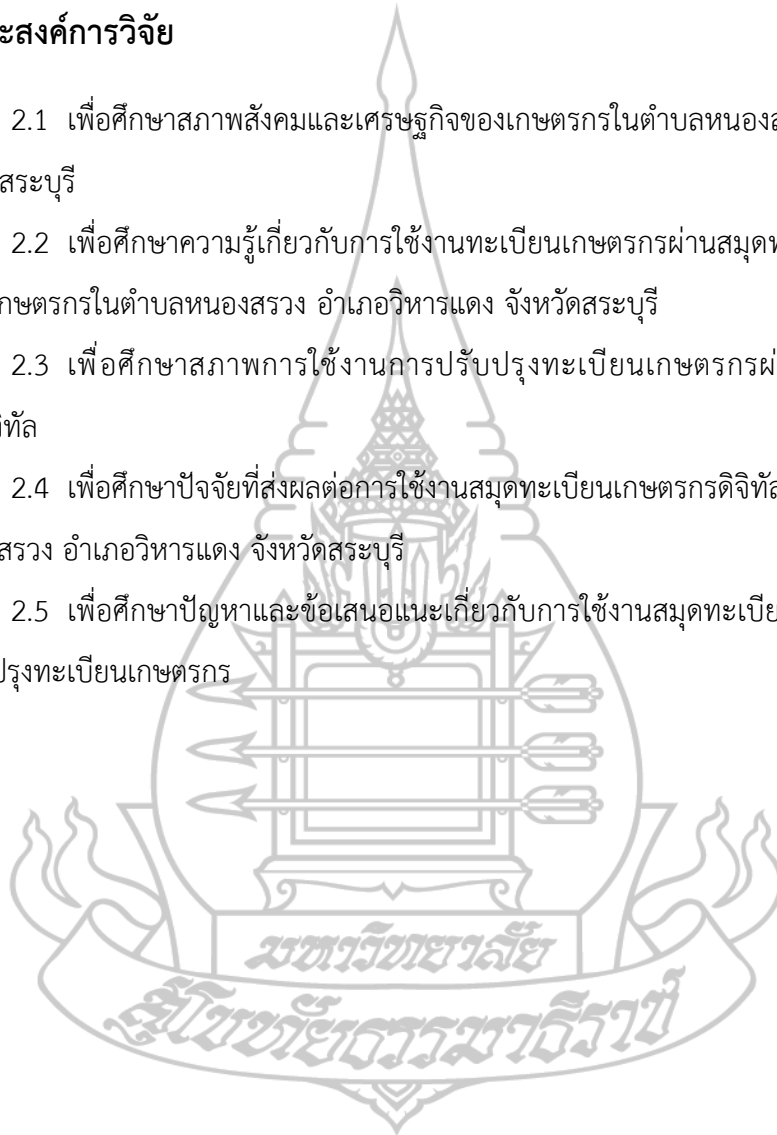 ะสงค์การวิจัย
2.1 เพื่อศึกษาสภาพสังคมและเศรษฐกิจของเกษตรกรในตำบลหนองส
สระบุรี
2.2 เพื่อศึกษาความรู้เกี่ยวกับการใช้งานทะเบียนเกษตรกรผ่านสมุดท
กษตรกรในตำบลหนองสรวง อำเภอวิหารแดง จังหวัดสระบุรี
2.3 เพื่อศึกษาสภาพการใช้งานการปรับปรุงทะเบียนเกษตรกรผ่
ิทัล
2.4 เพื่อศึกษาปัจจัยที่ส่งผลต่อการใช้งานสมุดทะเบียนเกษตรกรดิจิทัล
สรวง อำเภอวิหารแดง จังหวัดสระบุรี
2.5 เพื่อศึกษาปัญหาและข้อเสนอแนะเกี่ยวกับการใช้งานสมุดทะเบีย
ปรุงทะเบียนเกษตรกร
มหาวิทยาลัย
สุโขทัยธรรมาธิราช